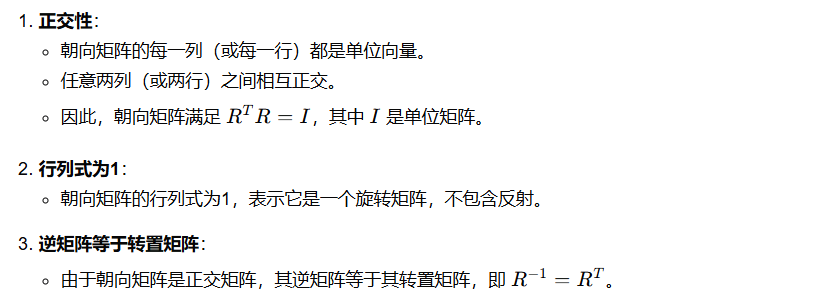 1. 正交性：
朝向矩阵的每一列（或每一行）都是单位向量。
任意两列（或两行）之间相互正交。
因此，朝向矩阵满足 R^T R = I，其中 I 是单位矩阵。
2. 行列式为1：
朝向矩阵的行列式为1，表示它是一个旋转矩阵，不包含反射。
3. 逆矩阵等于转置矩阵：
由于朝向矩阵是正交矩阵，其逆矩阵等于其转置矩阵，即 R^{-1} = R^T。